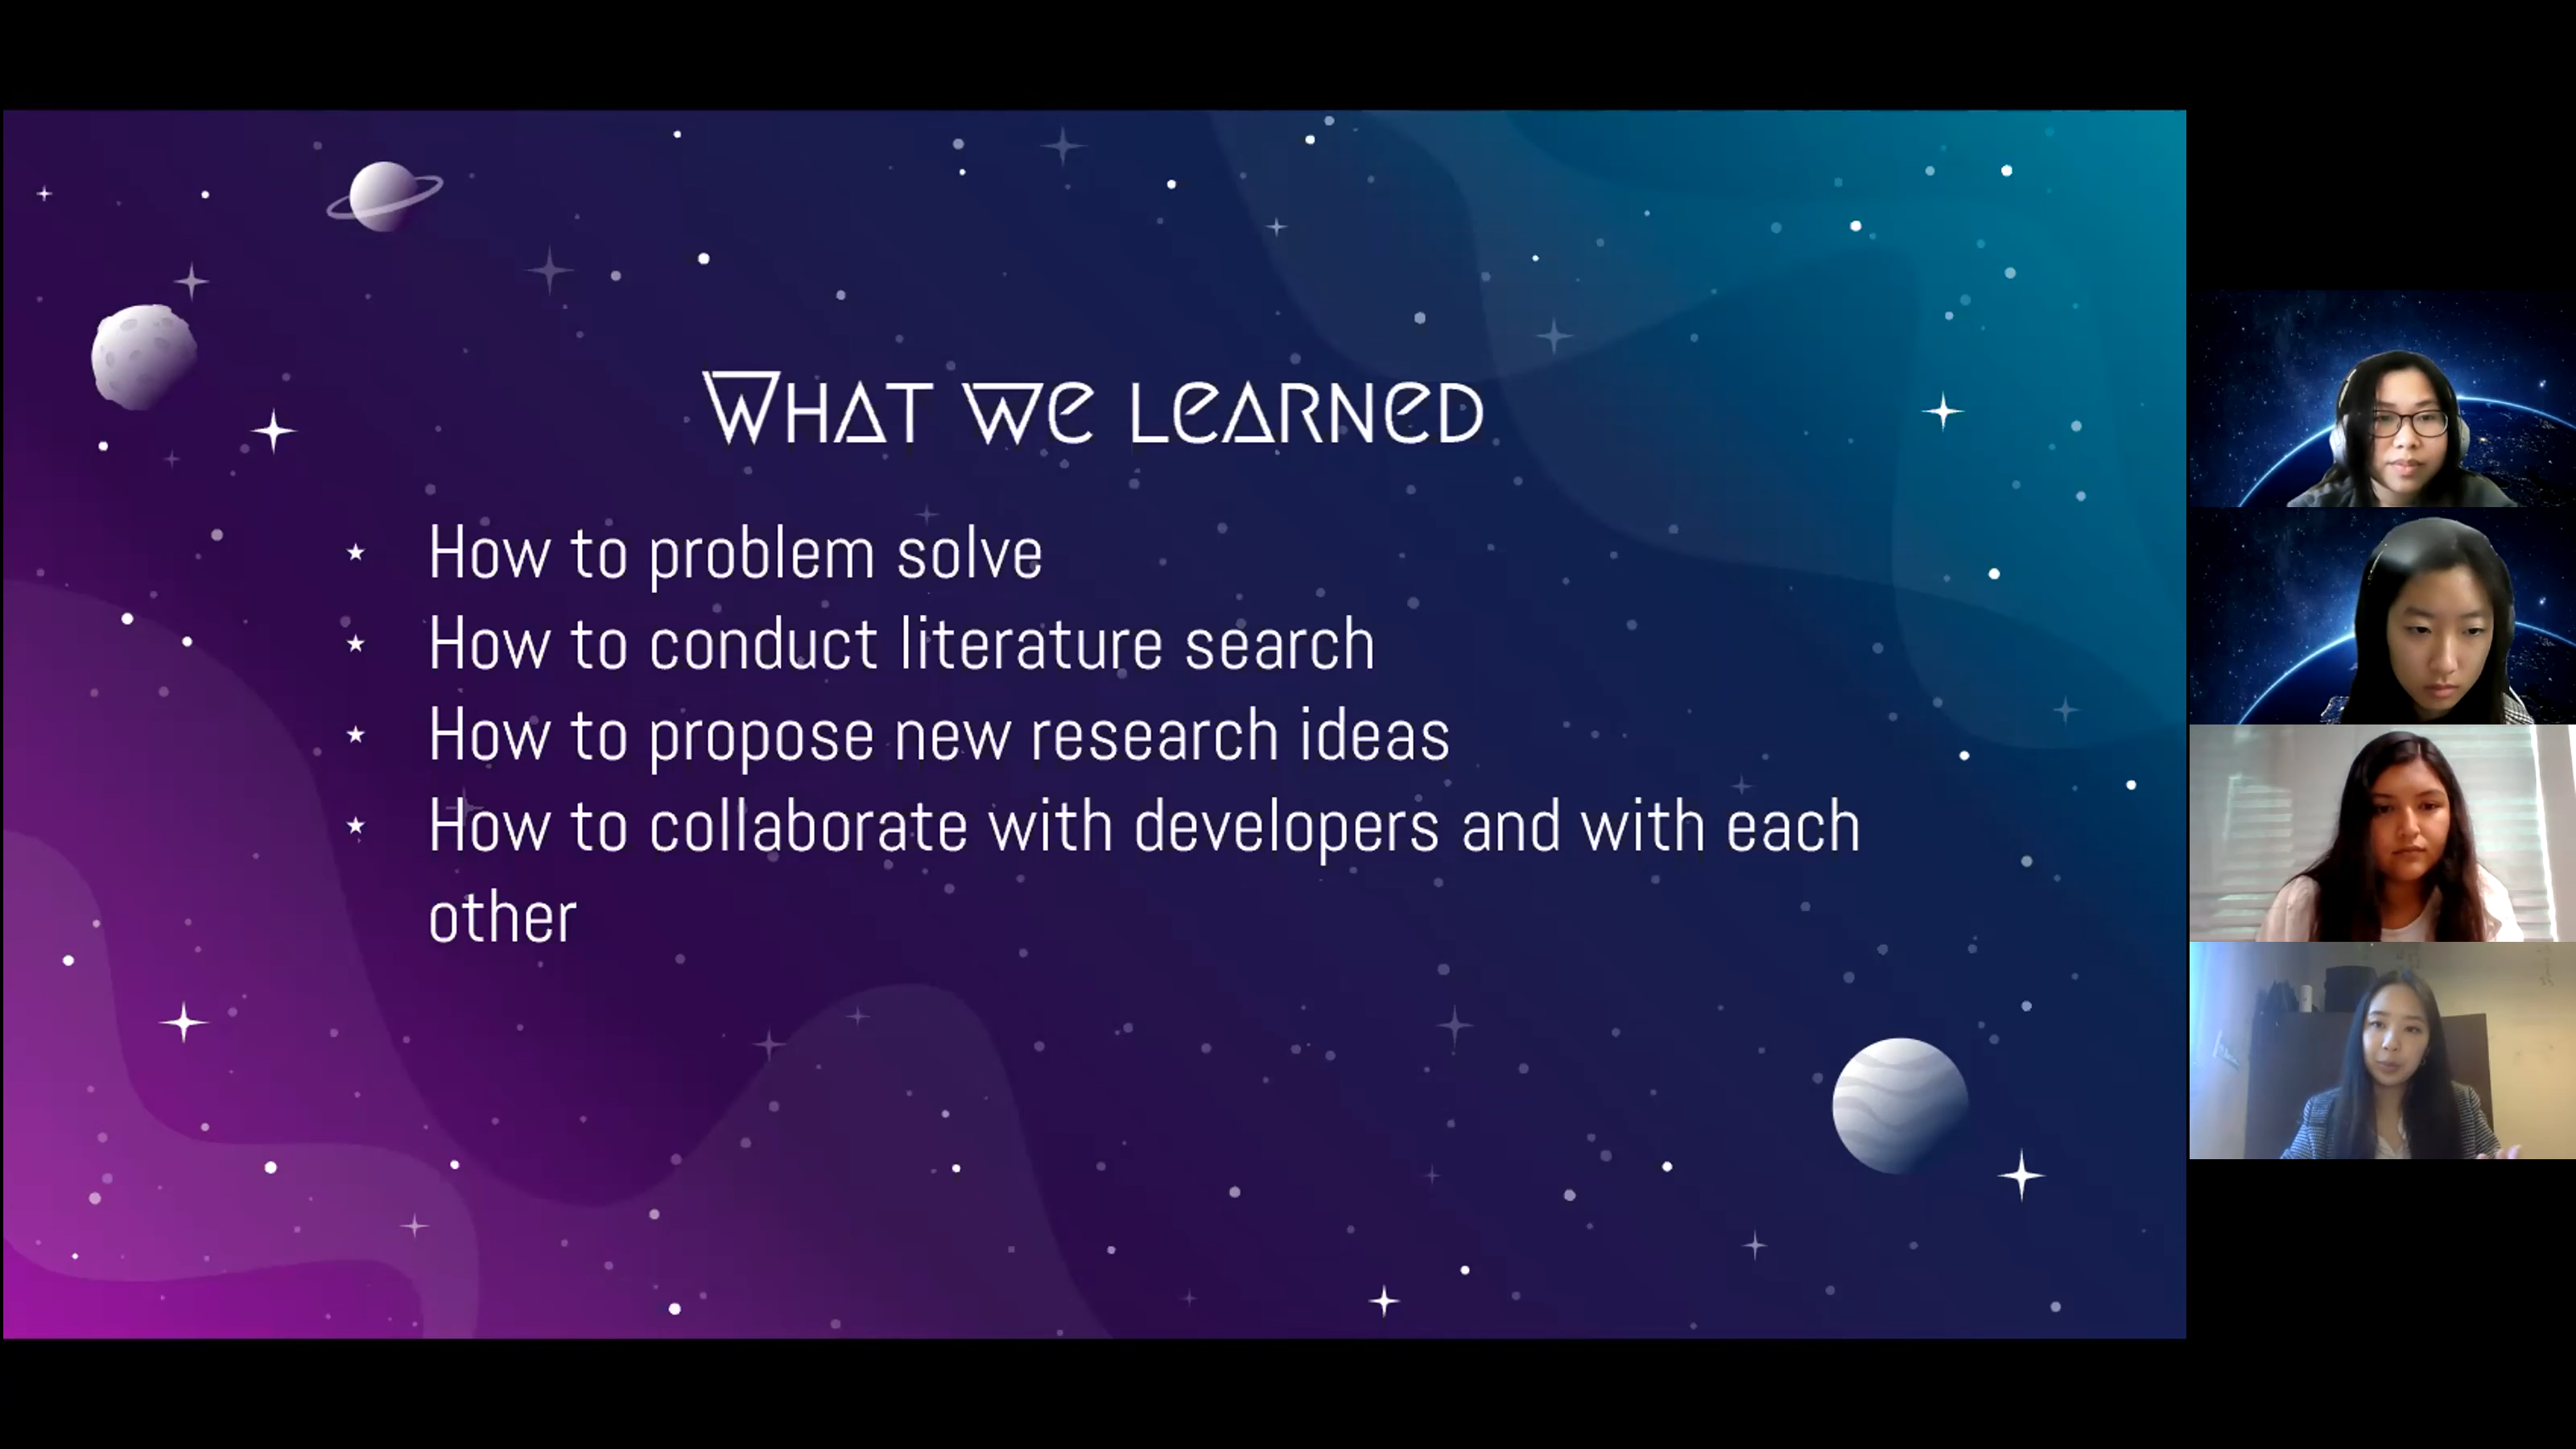 What we learned
★ How to problem solve
★ How to conduct literature search
★ How to propose new research ideas
★ How to collaborate with developers and with each
other